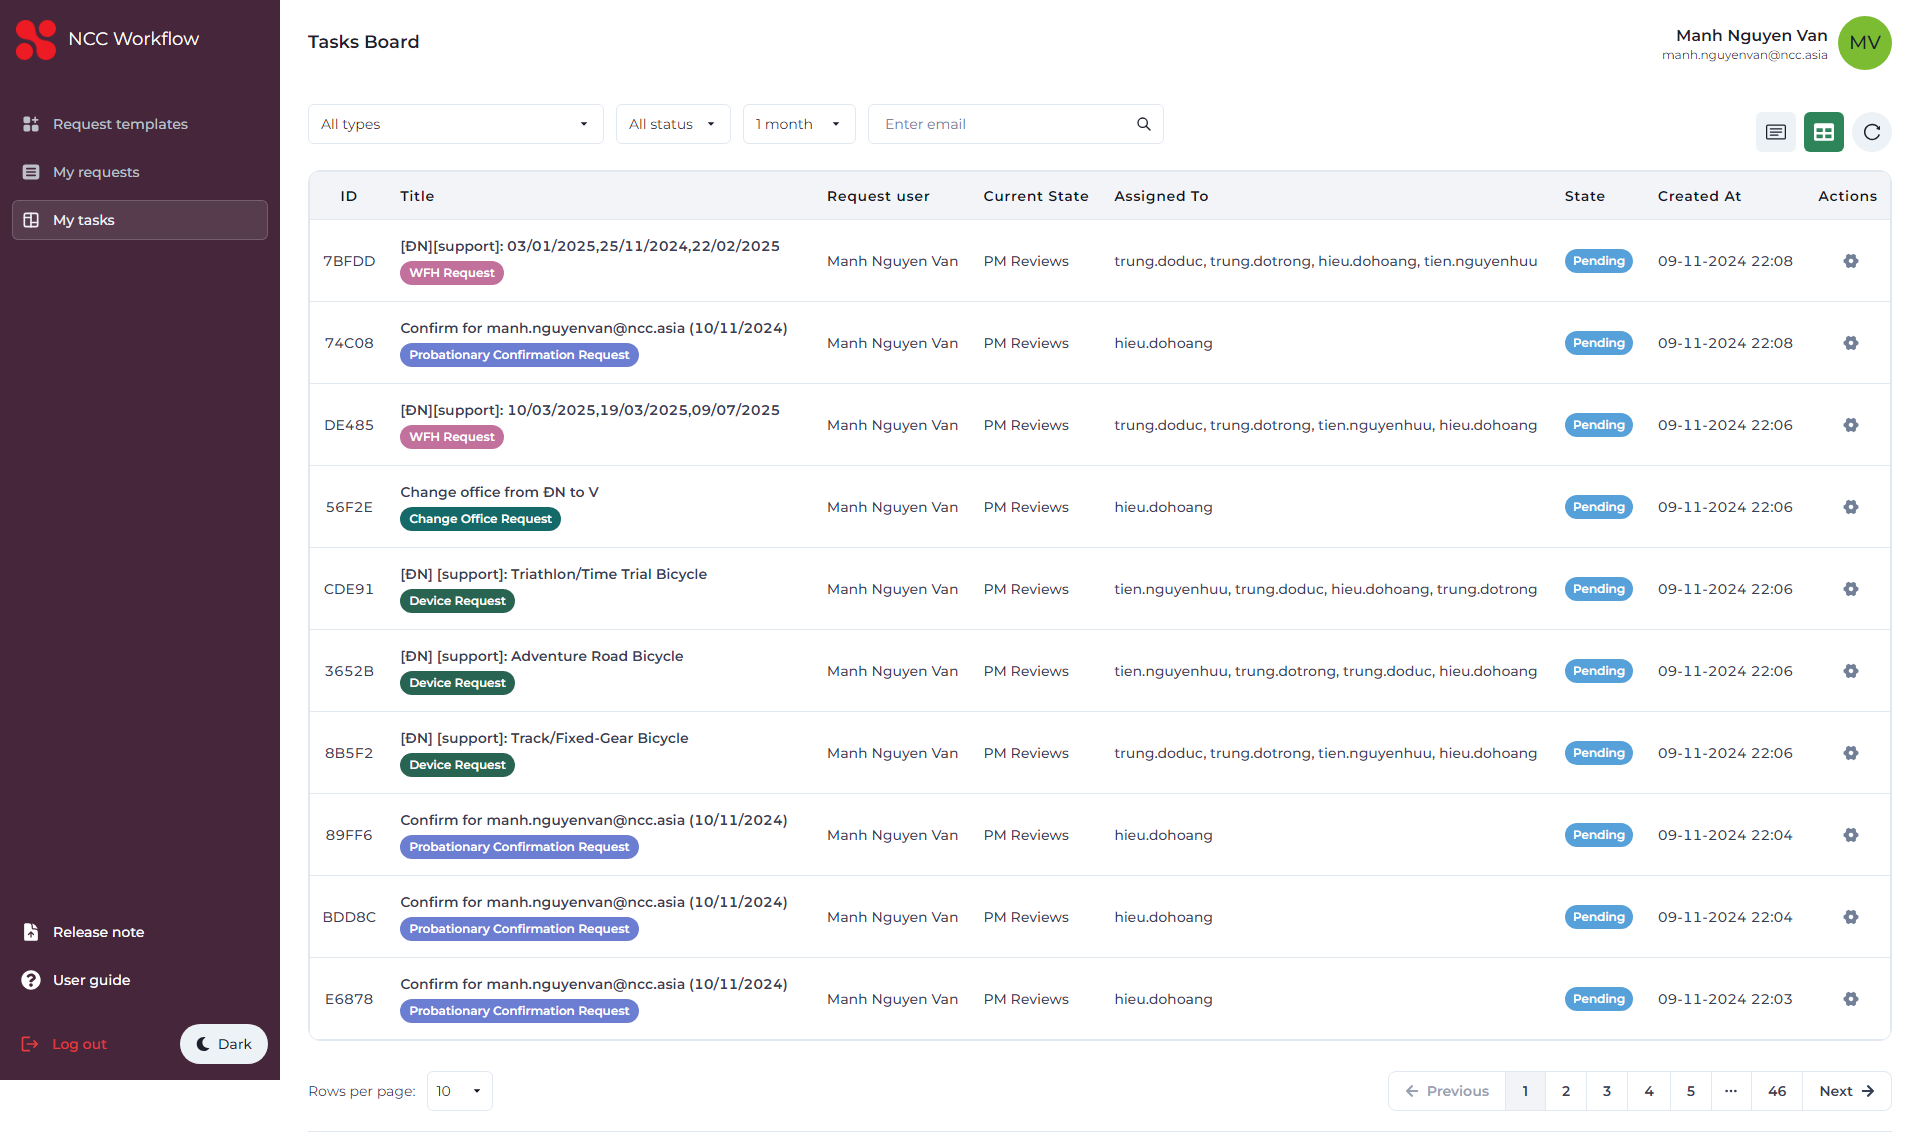 NCC Workflow
Request templates
My requests
My tasks
Release note
User guide
Log out
Dark
Tasks Board
Manh Nguyen Van
manh.nguyenvan@ncc.asia
MV
All types
All status
1 month
Enter email
ID Title Request user Current State Assigned To State Created At Actions
[ĐN][support]: 03/01/2025,25/11/2024,22/02/2025
7BFDD WFH Request Manh Nguyen Van PM Reviews trung.doduc, trung.dotrong, hieu.dohoang, tien.nguyenhuu Pending 09-11-2024 22:08
Confirm for manh.nguyenvan@ncc.asia (10/11/2024)
74C08 Probationary Confirmation Request Manh Nguyen Van PM Reviews hieu.dohoang Pending 09-11-2024 22:08
[ĐN][support]: 10/03/2025,19/03/2025,09/07/2025
DE485 WFH Request Manh Nguyen Van PM Reviews trung.doduc, trung.dotrong, tien.nguyenhuu, hieu.dohoang Pending 09-11-2024 22:06
Change office from ĐN to V
56F2E Change Office Request Manh Nguyen Van PM Reviews hieu.dohoang Pending 09-11-2024 22:06
[ĐN] [support]: Triathlon/Time Trial Bicycle
CDE91 Device Request Manh Nguyen Van PM Reviews tien.nguyenhuu, trung.doduc, hieu.dohoang, trung.dotrong Pending 09-11-2024 22:06
[ĐN] [support]: Adventure Road Bicycle
3652B Device Request Manh Nguyen Van PM Reviews tien.nguyenhuu, trung.dotrong, trung.doduc, hieu.dohoang Pending 09-11-2024 22:06
[ĐN] [support]: Track/Fixed-Gear Bicycle
8B5F2 Device Request Manh Nguyen Van PM Reviews trung.doduc, trung.dotrong, tien.nguyenhuu, hieu.dohoang Pending 09-11-2024 22:06
Confirm for manh.nguyenvan@ncc.asia (10/11/2024)
89FF6 Probationary Confirmation Request Manh Nguyen Van PM Reviews hieu.dohoang Pending 09-11-2024 22:04
Confirm for manh.nguyenvan@ncc.asia (10/11/2024)
BDD8C Probationary Confirmation Request Manh Nguyen Van PM Reviews hieu.dohoang Pending 09-11-2024 22:04
Confirm for manh.nguyenvan@ncc.asia (10/11/2024)
E6878 Probationary Confirmation Request Manh Nguyen Van PM Reviews hieu.dohoang Pending 09-11-2024 22:03
Rows per page: 10
Previous 1 2 3 4 5 ... 46 Next